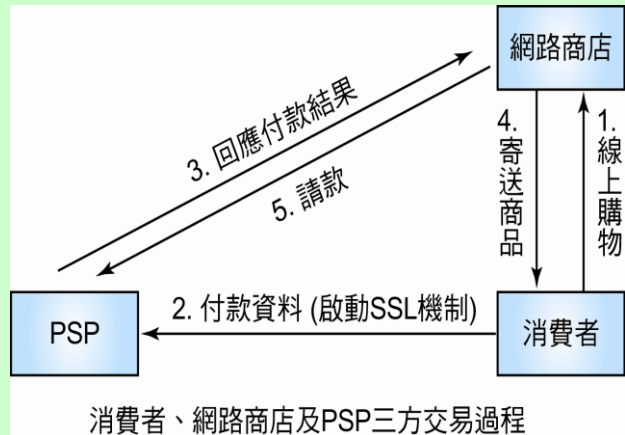 網路商店
3. 回應付款結果
5. 請款
4. 寄送商品
1. 線上購物
PSP
2. 付款資料 (啟動SSL機制)
消費者
消費者、網路商店及PSP三方交易過程